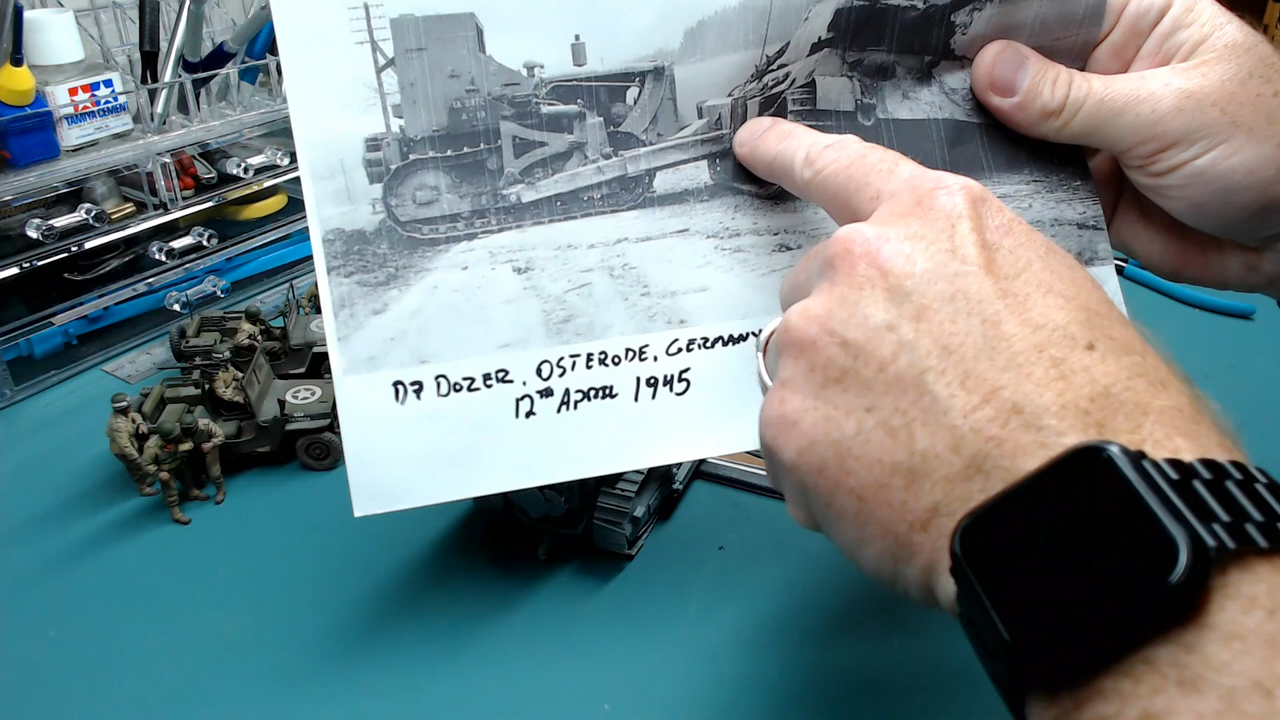 TAMIYA CEMENT
D7 DOZER, OSTERODE, GERMANY
12TH APRIL 1945